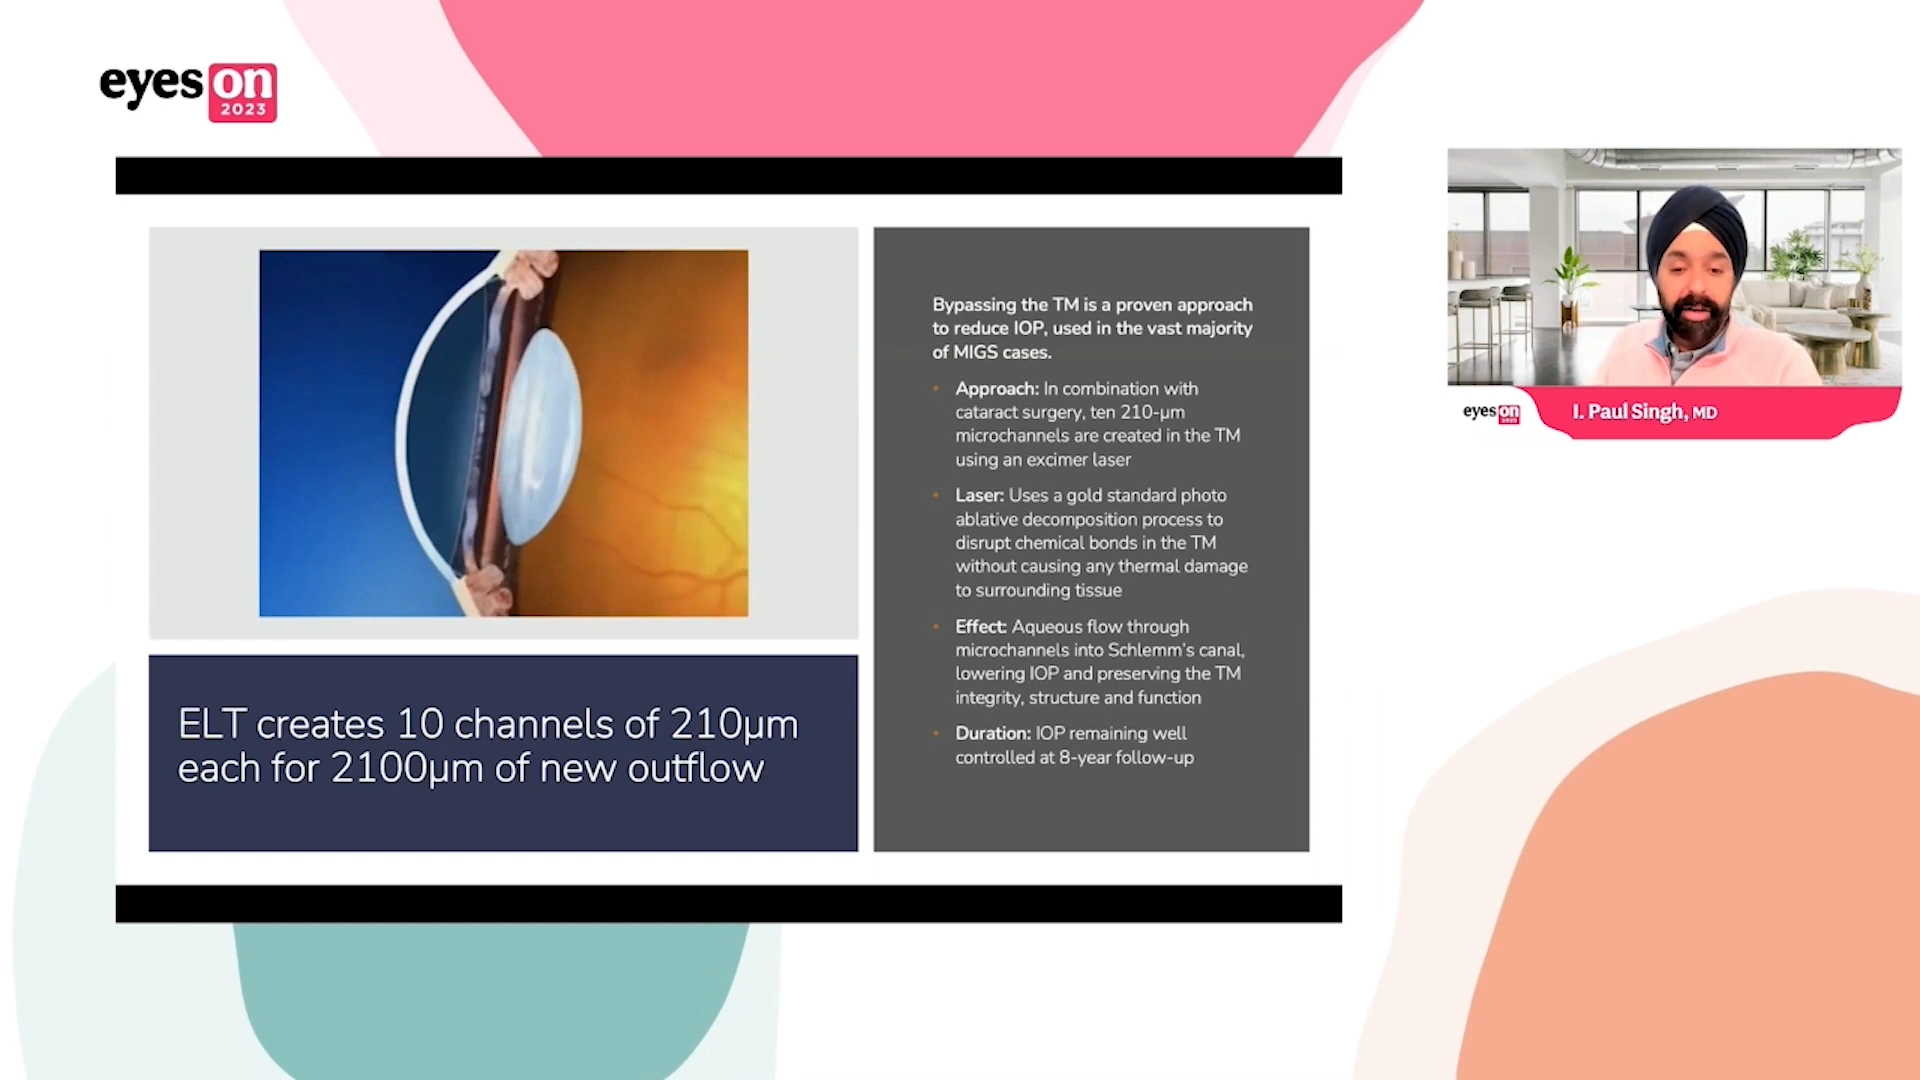 eyes on
2023
Bypassing the TM is a proven approach
to reduce IOP, used in the vast majority
of MIGS cases.
• Approach: In combination with
cataract surgery, ten 210-µm
microchannels are created in the TM
using an excimer laser
• Laser: Uses a gold standard photo
ablative decomposition process to
disrupt chemical bonds in the TM
without causing any thermal damage
to surrounding tissue
• Effect: Aqueous flow through
microchannels into Schlemm's canal,
lowering IOP and preserving the TM
integrity, structure and function
• Duration: IOP remaining well
controlled at 8-year follow-up
ELT creates 10 channels of 210µm
each for 2100µm of new outflow
eyes on
2023
I. Paul Singh, MD